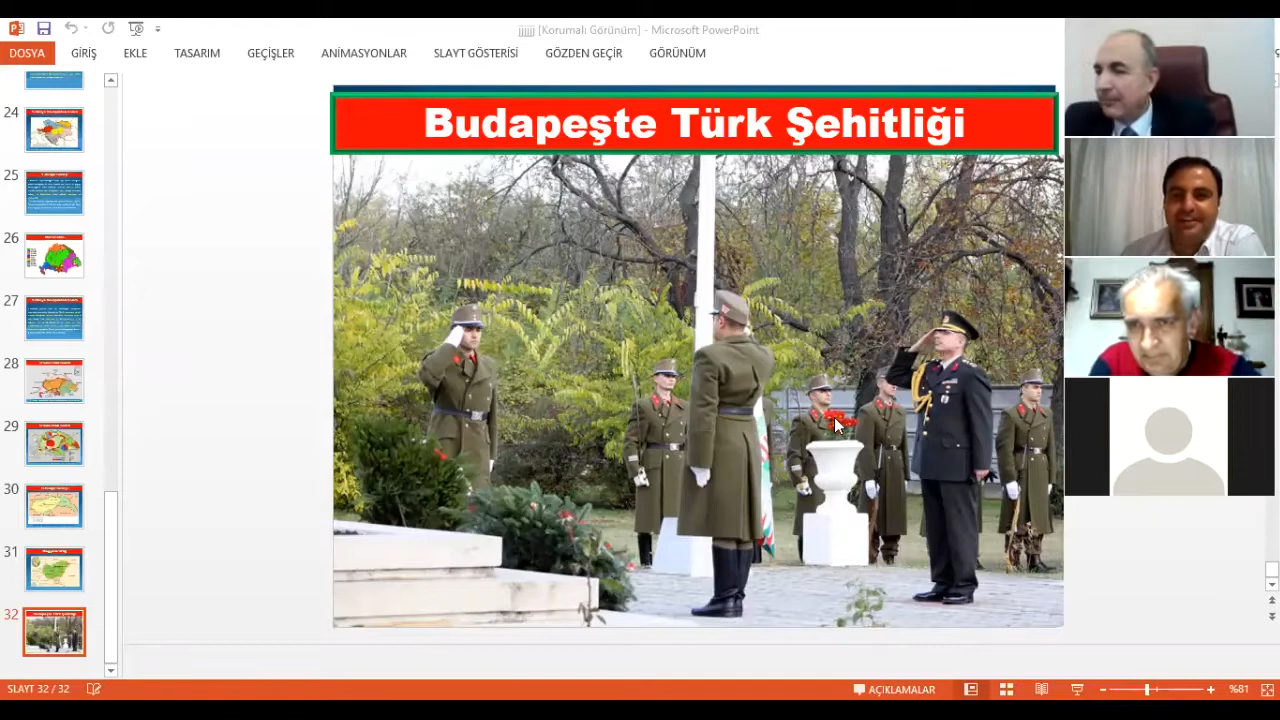 jjjjjj [Korumalı Görünüm] - Microsoft PowerPoint
DOSYA GİRİŞ EKLE TASARIM GEÇİŞLER ANİMASYONLAR SLAYT GÖSTERİSİ GÖZDEN GEÇİR GÖRÜNÜM
Budapeşte Türk Şehitliği
24
25
26
27
28
29
30
31
32
SLAYT 32 / 32
AÇIKLAMALAR
%81